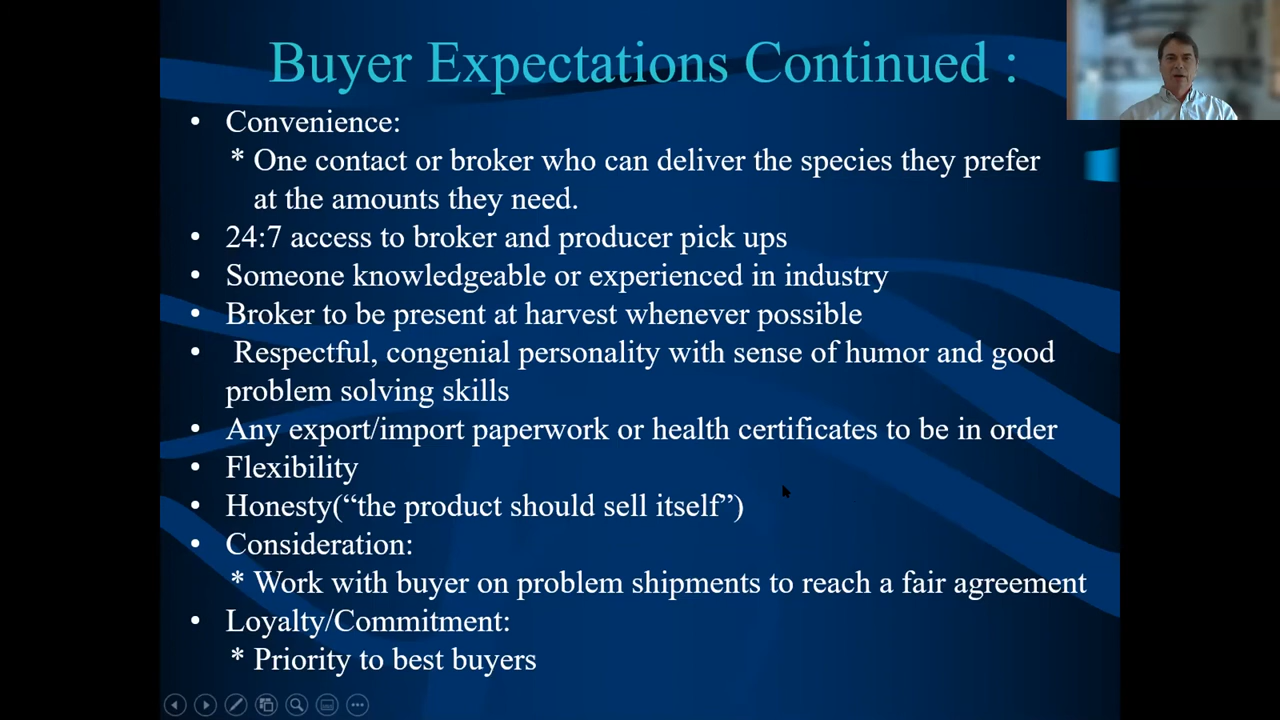 Buyer Expectations Continued :
• Convenience:
* One contact or broker who can deliver the species they prefer
at the amounts they need.
• 24:7 access to broker and producer pick ups
• Someone knowledgeable or experienced in industry
• Broker to be present at harvest whenever possible
• Respectful, congenial personality with sense of humor and good
problem solving skills
• Any export/import paperwork or health certificates to be in order
• Flexibility
• Honesty(“the product should sell itself”)
• Consideration:
* Work with buyer on problem shipments to reach a fair agreement
• Loyalty/Commitment:
* Priority to best buyers